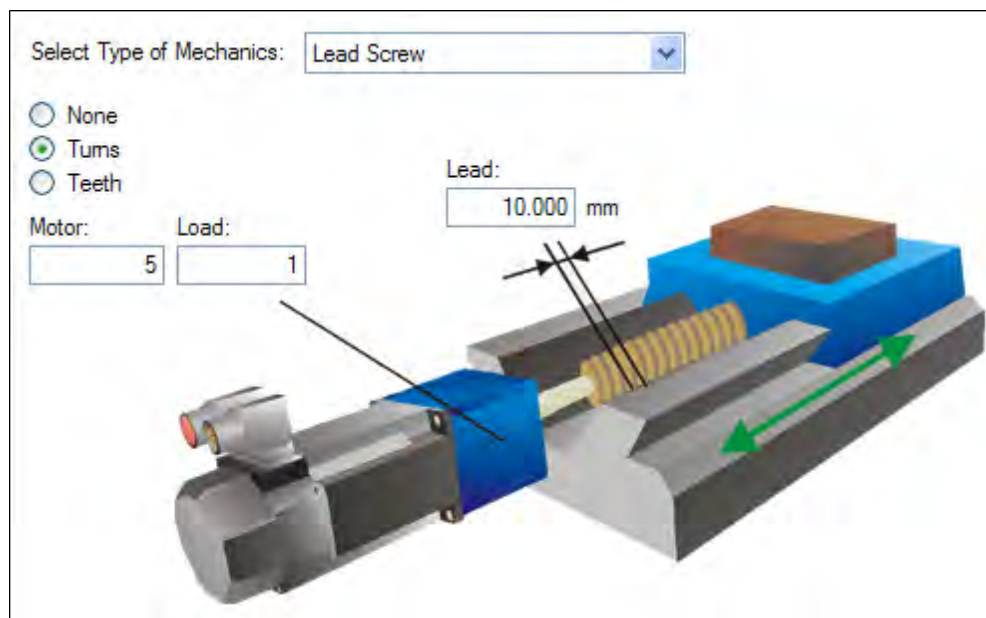 Select Type of Mechanics: Lead Screw
None
Turns
Teeth
Lead:
10.000 mm
Motor: Load:
5 1